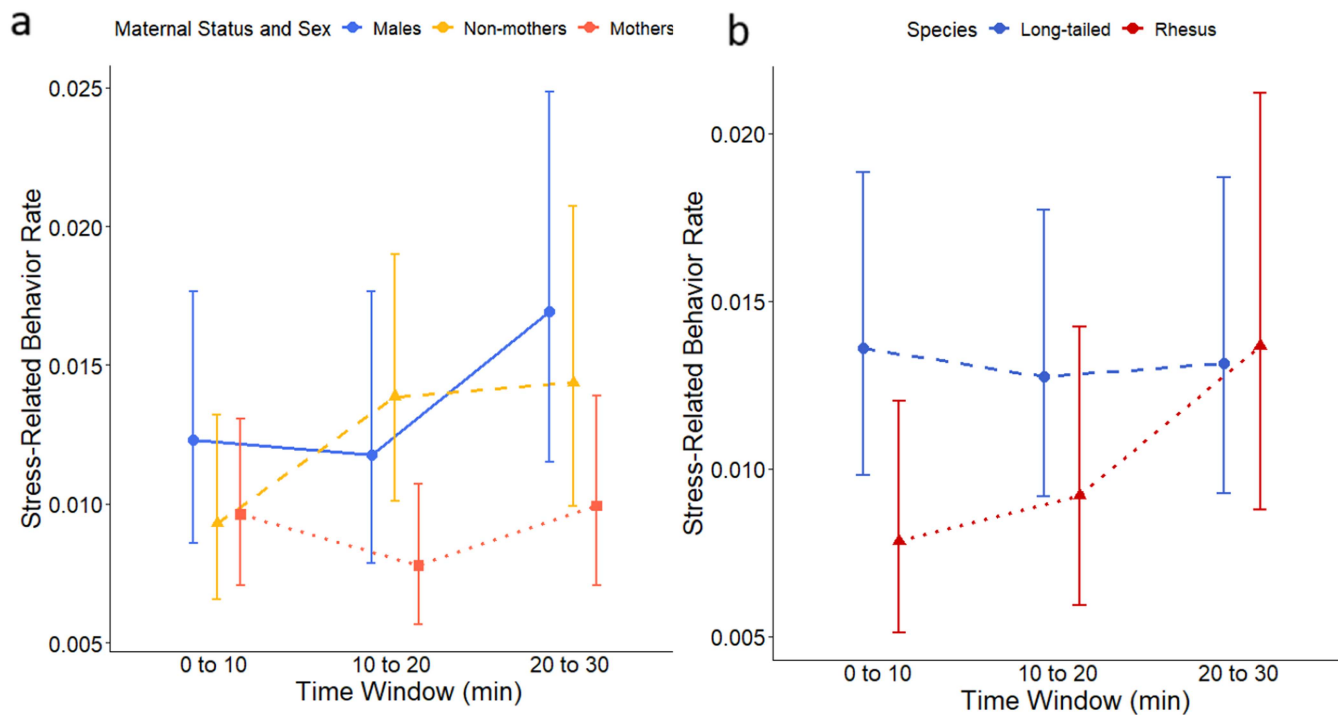 a
Maternal Status and Sex Males Non-mothers Mothers
Stress-Related Behavior Rate
0.025
0.020
0.015
0.010
0.005
0 to 10 10 to 20 20 to 30
Time Window (min)
b
Species Long-tailed Rhesus
Stress-Related Behavior Rate
0.020
0.015
0.010
0.005
0 to 10 10 to 20 20 to 30
Time Window (min)